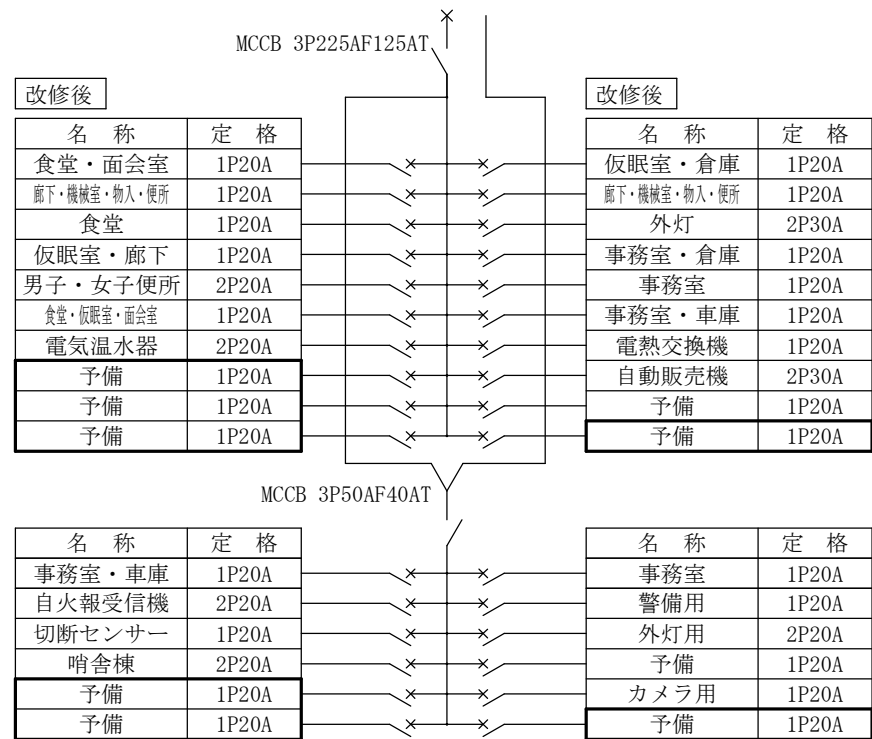 MCCB 3P225AF125AT
改修後
名 称 定 格
食堂・面会室 1P20A
廊下・機械室・物入・便所 1P20A
食堂 1P20A
仮眠室・廊下 1P20A
男子・女子便所 2P20A
食堂・仮眠室・面会室 1P20A
電気温水器 2P20A
予備 1P20A
予備 1P20A
予備 1P20A
改修後
名 称 定 格
仮眠室・倉庫 1P20A
廊下・機械室・物入・便所 1P20A
外灯 2P30A
事務室・倉庫 1P20A
事務室 1P20A
事務室・車庫 1P20A
電熱交換機 1P20A
自動販売機 2P30A
予備 1P20A
予備 1P20A
MCCB 3P50AF40AT
名 称 定 格
事務室・車庫 1P20A
自火報受信機 2P20A
切断センサー 1P20A
哨舎棟 2P20A
予備 1P20A
予備 1P20A
名 称 定 格
事務室 1P20A
警備用 1P20A
外灯用 2P20A
予備 1P20A
カメラ用 1P20A
予備 1P20A